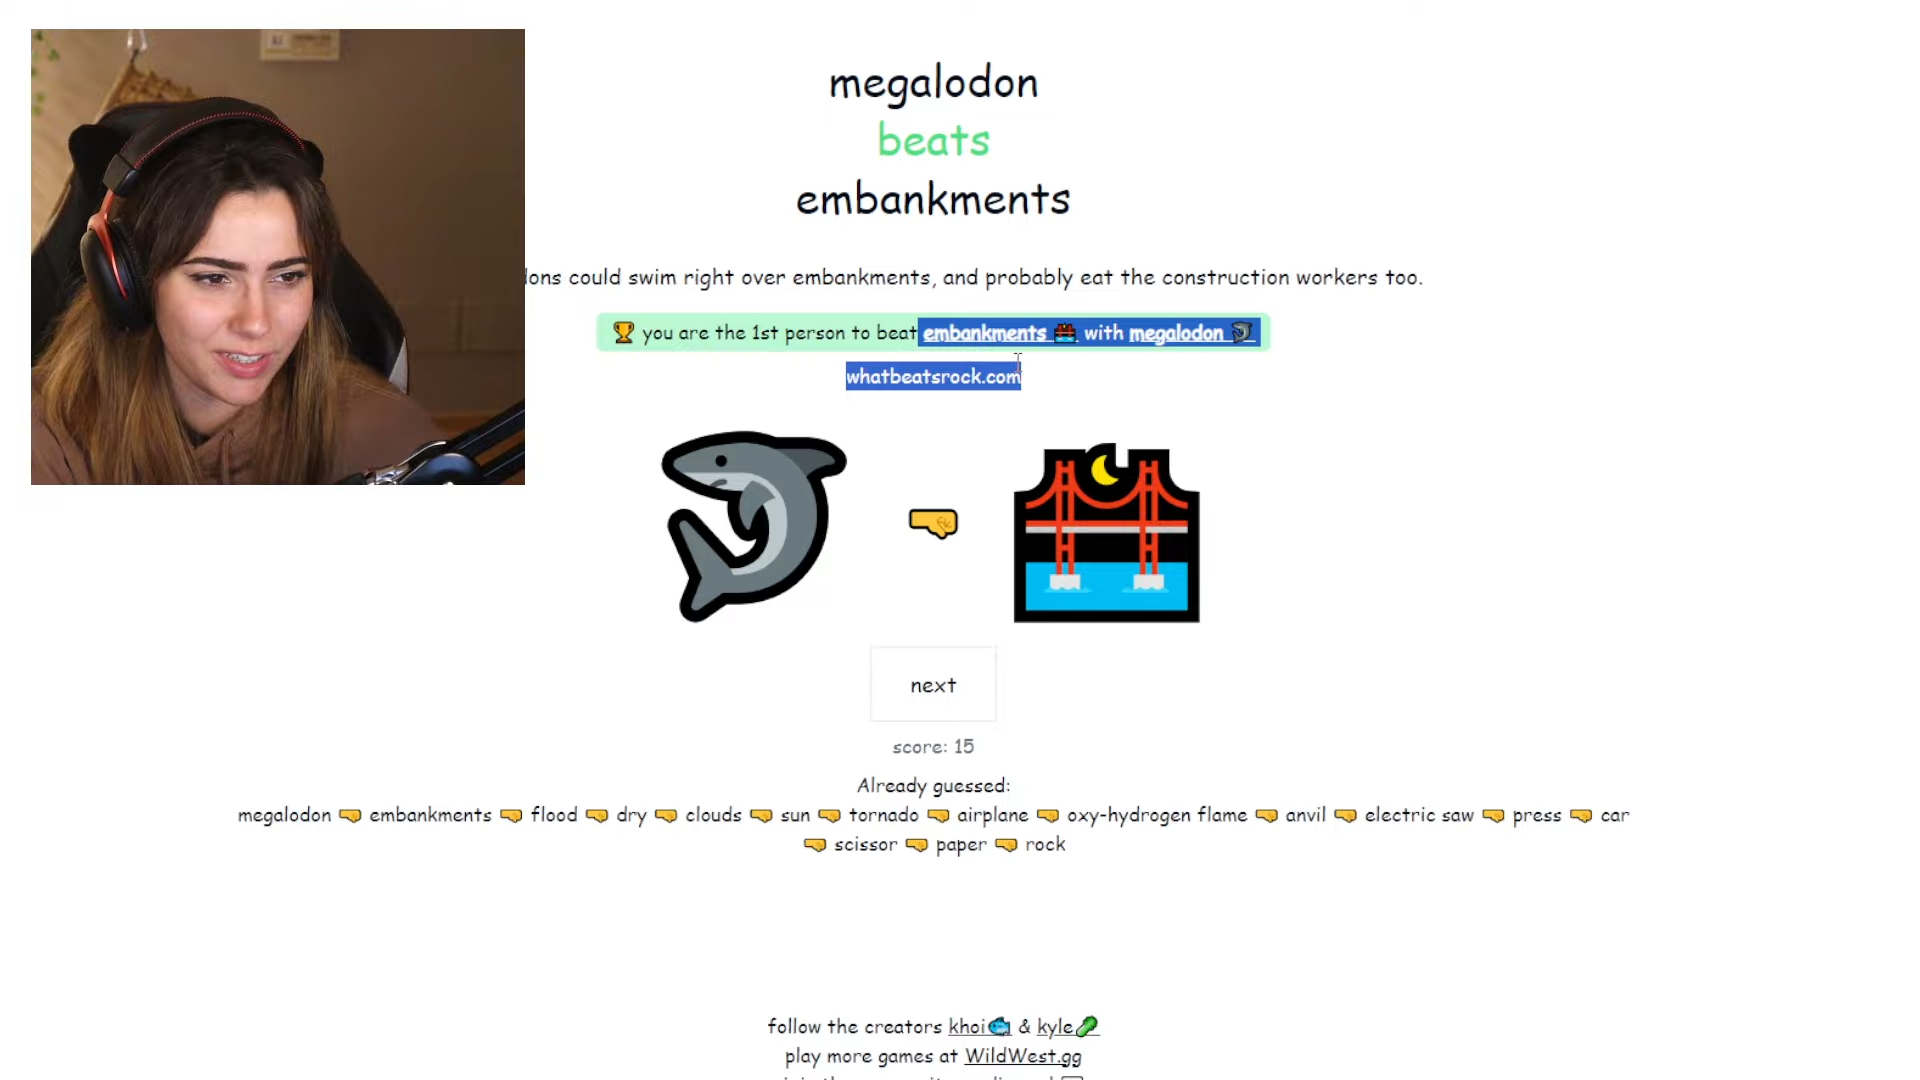 megalodon
beats
embankments
could swim right over embankments, and probably eat the construction workers too.
🏆 you are the 1st person to beat embankments 🌉 with megalodon 🦈
whatbeatsrock.com
next
score: 15
Already guessed:
megalodon 🤜 embankments 🤜 flood 🤜 dry 🤜 clouds 🤜 sun 🤜 tornado 🤜 airplane 🤜 oxy-hydrogen flame 🤜 anvil 🤜 electric saw 🤜 press 🤜 car
🤜 scissor 🤜 paper 🤜 rock
follow the creators khoi🐟 & kyle🥒
play more games at WildWest.gg